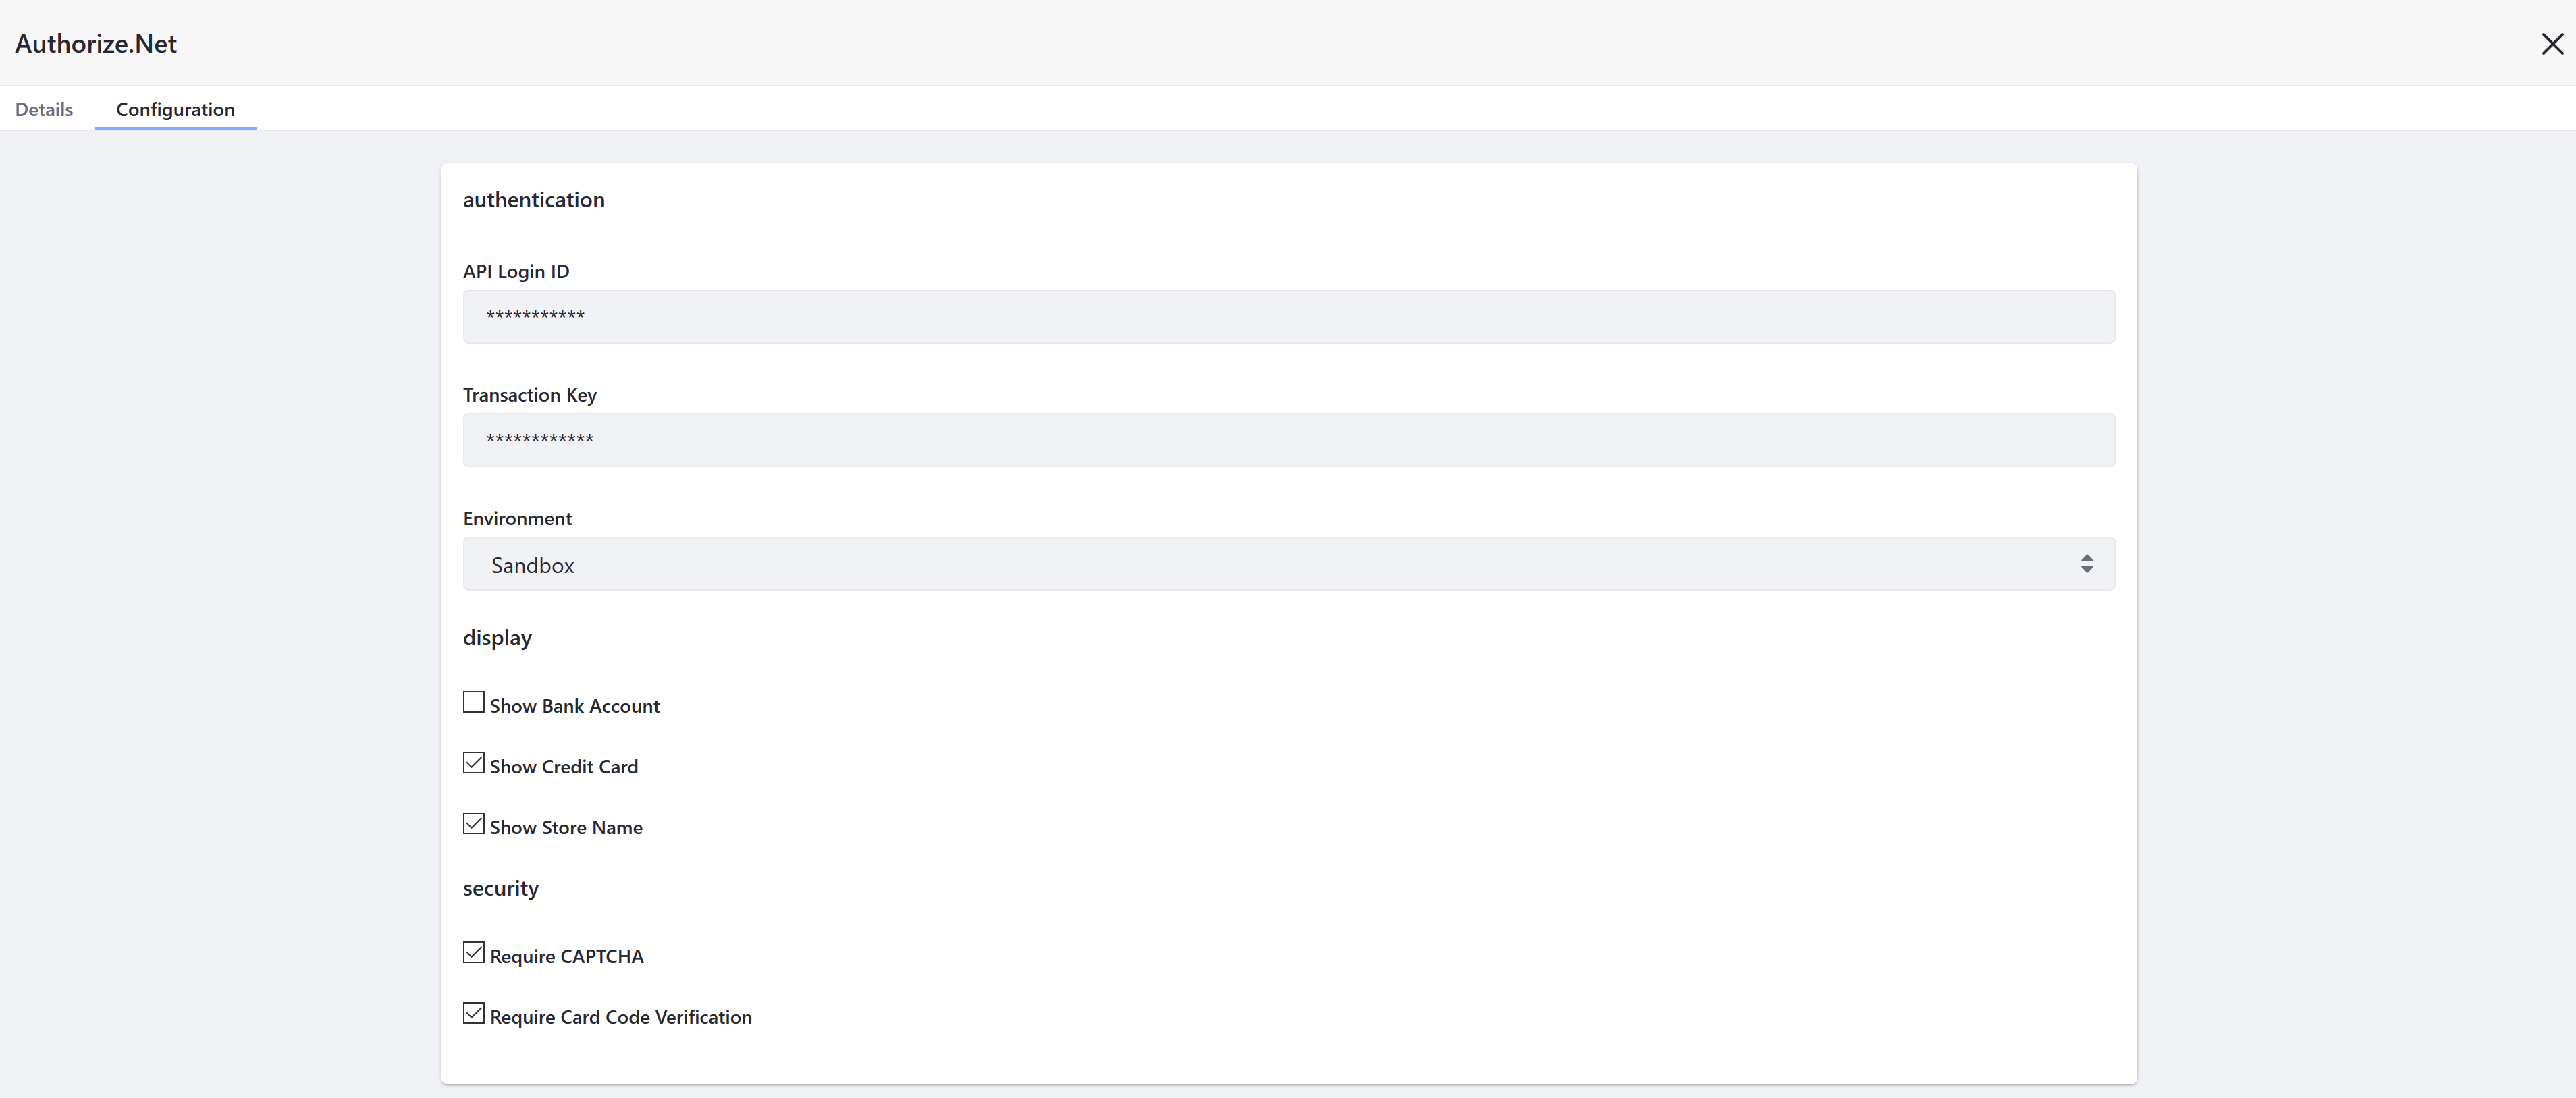 Authorize.Net
Details Configuration
authentication
API Login ID
***********
Transaction Key
************
Environment
Sandbox
display
Show Bank Account
Show Credit Card
Show Store Name
security
Require CAPTCHA
Require Card Code Verification